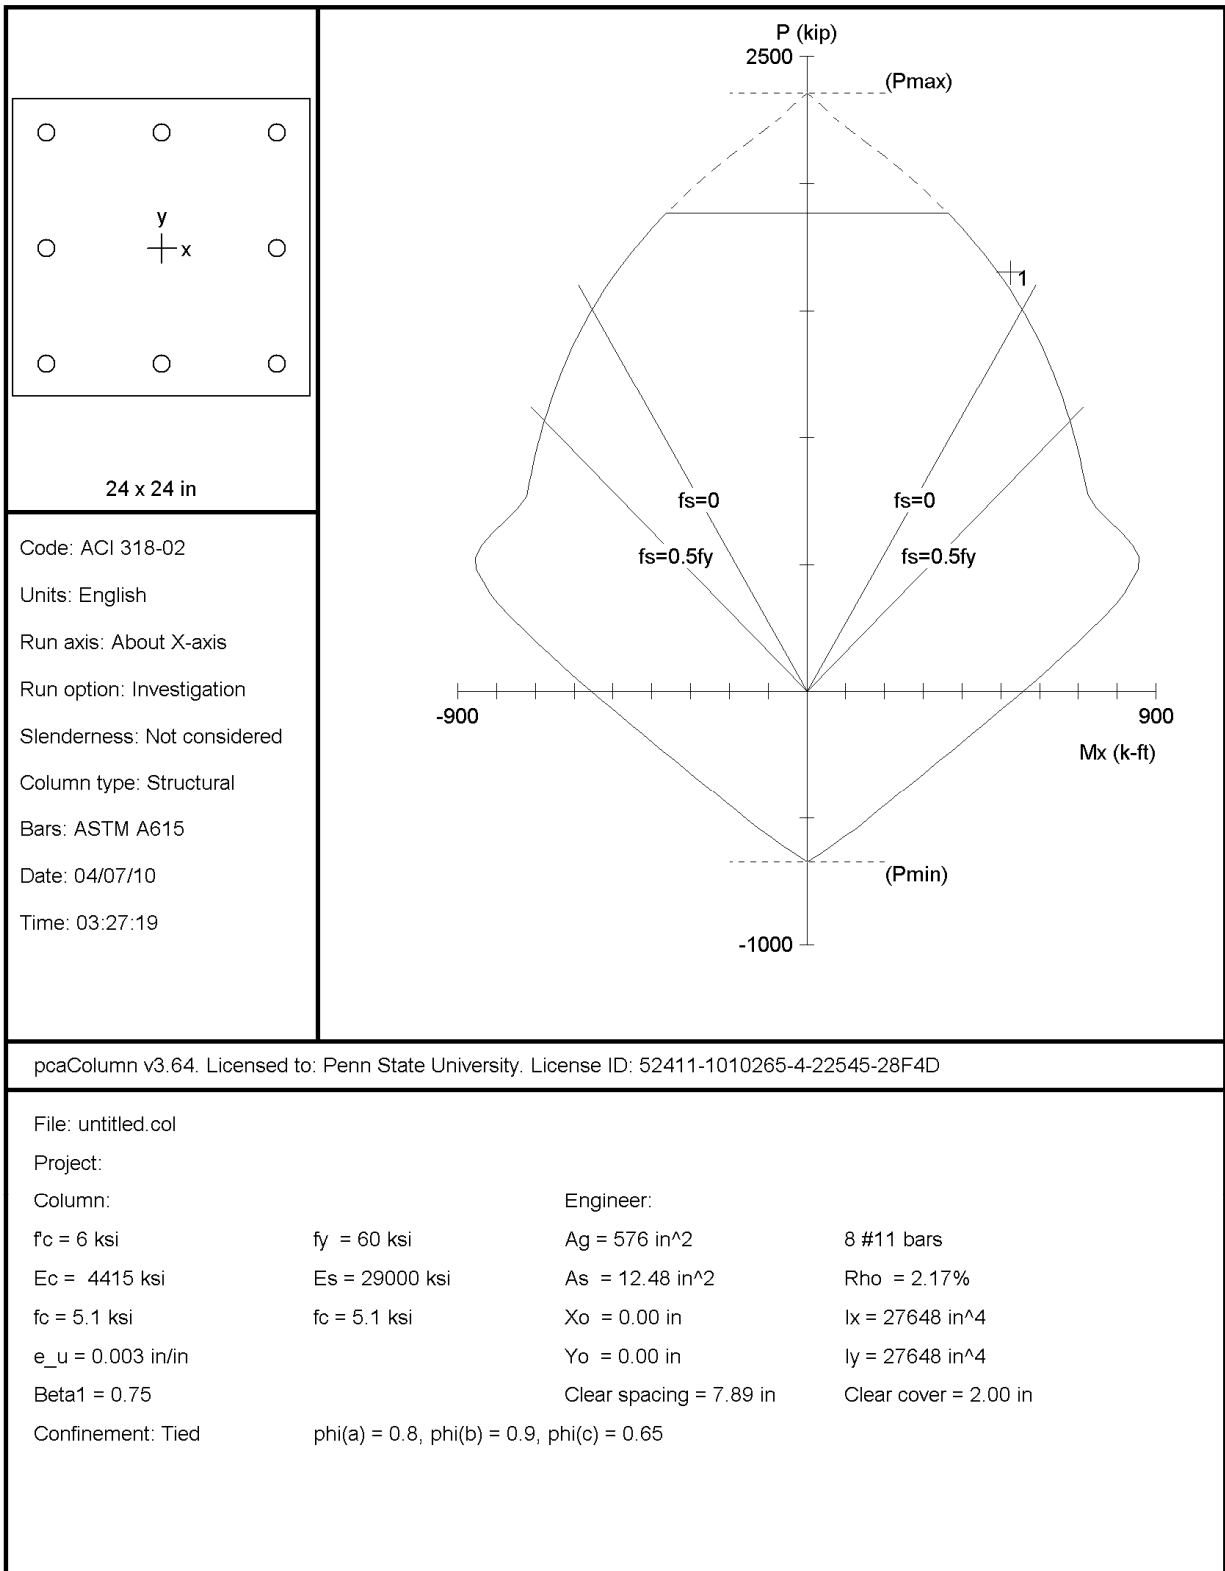 y
x
24 x 24 in
Code: ACI 318-02
Units: English
Run axis: About X-axis
Run option: Investigation
Slenderness: Not considered
Column type: Structural
Bars: ASTM A615
Date: 04/07/10
Time: 03:27:19
P (kip)
2500
(Pmax)
1
fs=0 fs=0
fs=0.5fy fs=0.5fy
-900 900
Mx (k-ft)
(Pmin)
-1000
pcaColumn v3.64. Licensed to: Penn State University. License ID: 52411-1010265-4-22545-28F4D
File: untitled.col
Project:
Column: Engineer:
f'c = 6 ksi fy = 60 ksi Ag = 576 in^2 8 #11 bars
Ec = 4415 ksi Es = 29000 ksi As = 12.48 in^2 Rho = 2.17%
fc = 5.1 ksi fc = 5.1 ksi Xo = 0.00 in Ix = 27648 in^4
e_u = 0.003 in/in Yo = 0.00 in Iy = 27648 in^4
Beta1 = 0.75 Clear spacing = 7.89 in Clear cover = 2.00 in
Confinement: Tied phi(a) = 0.8, phi(b) = 0.9, phi(c) = 0.65